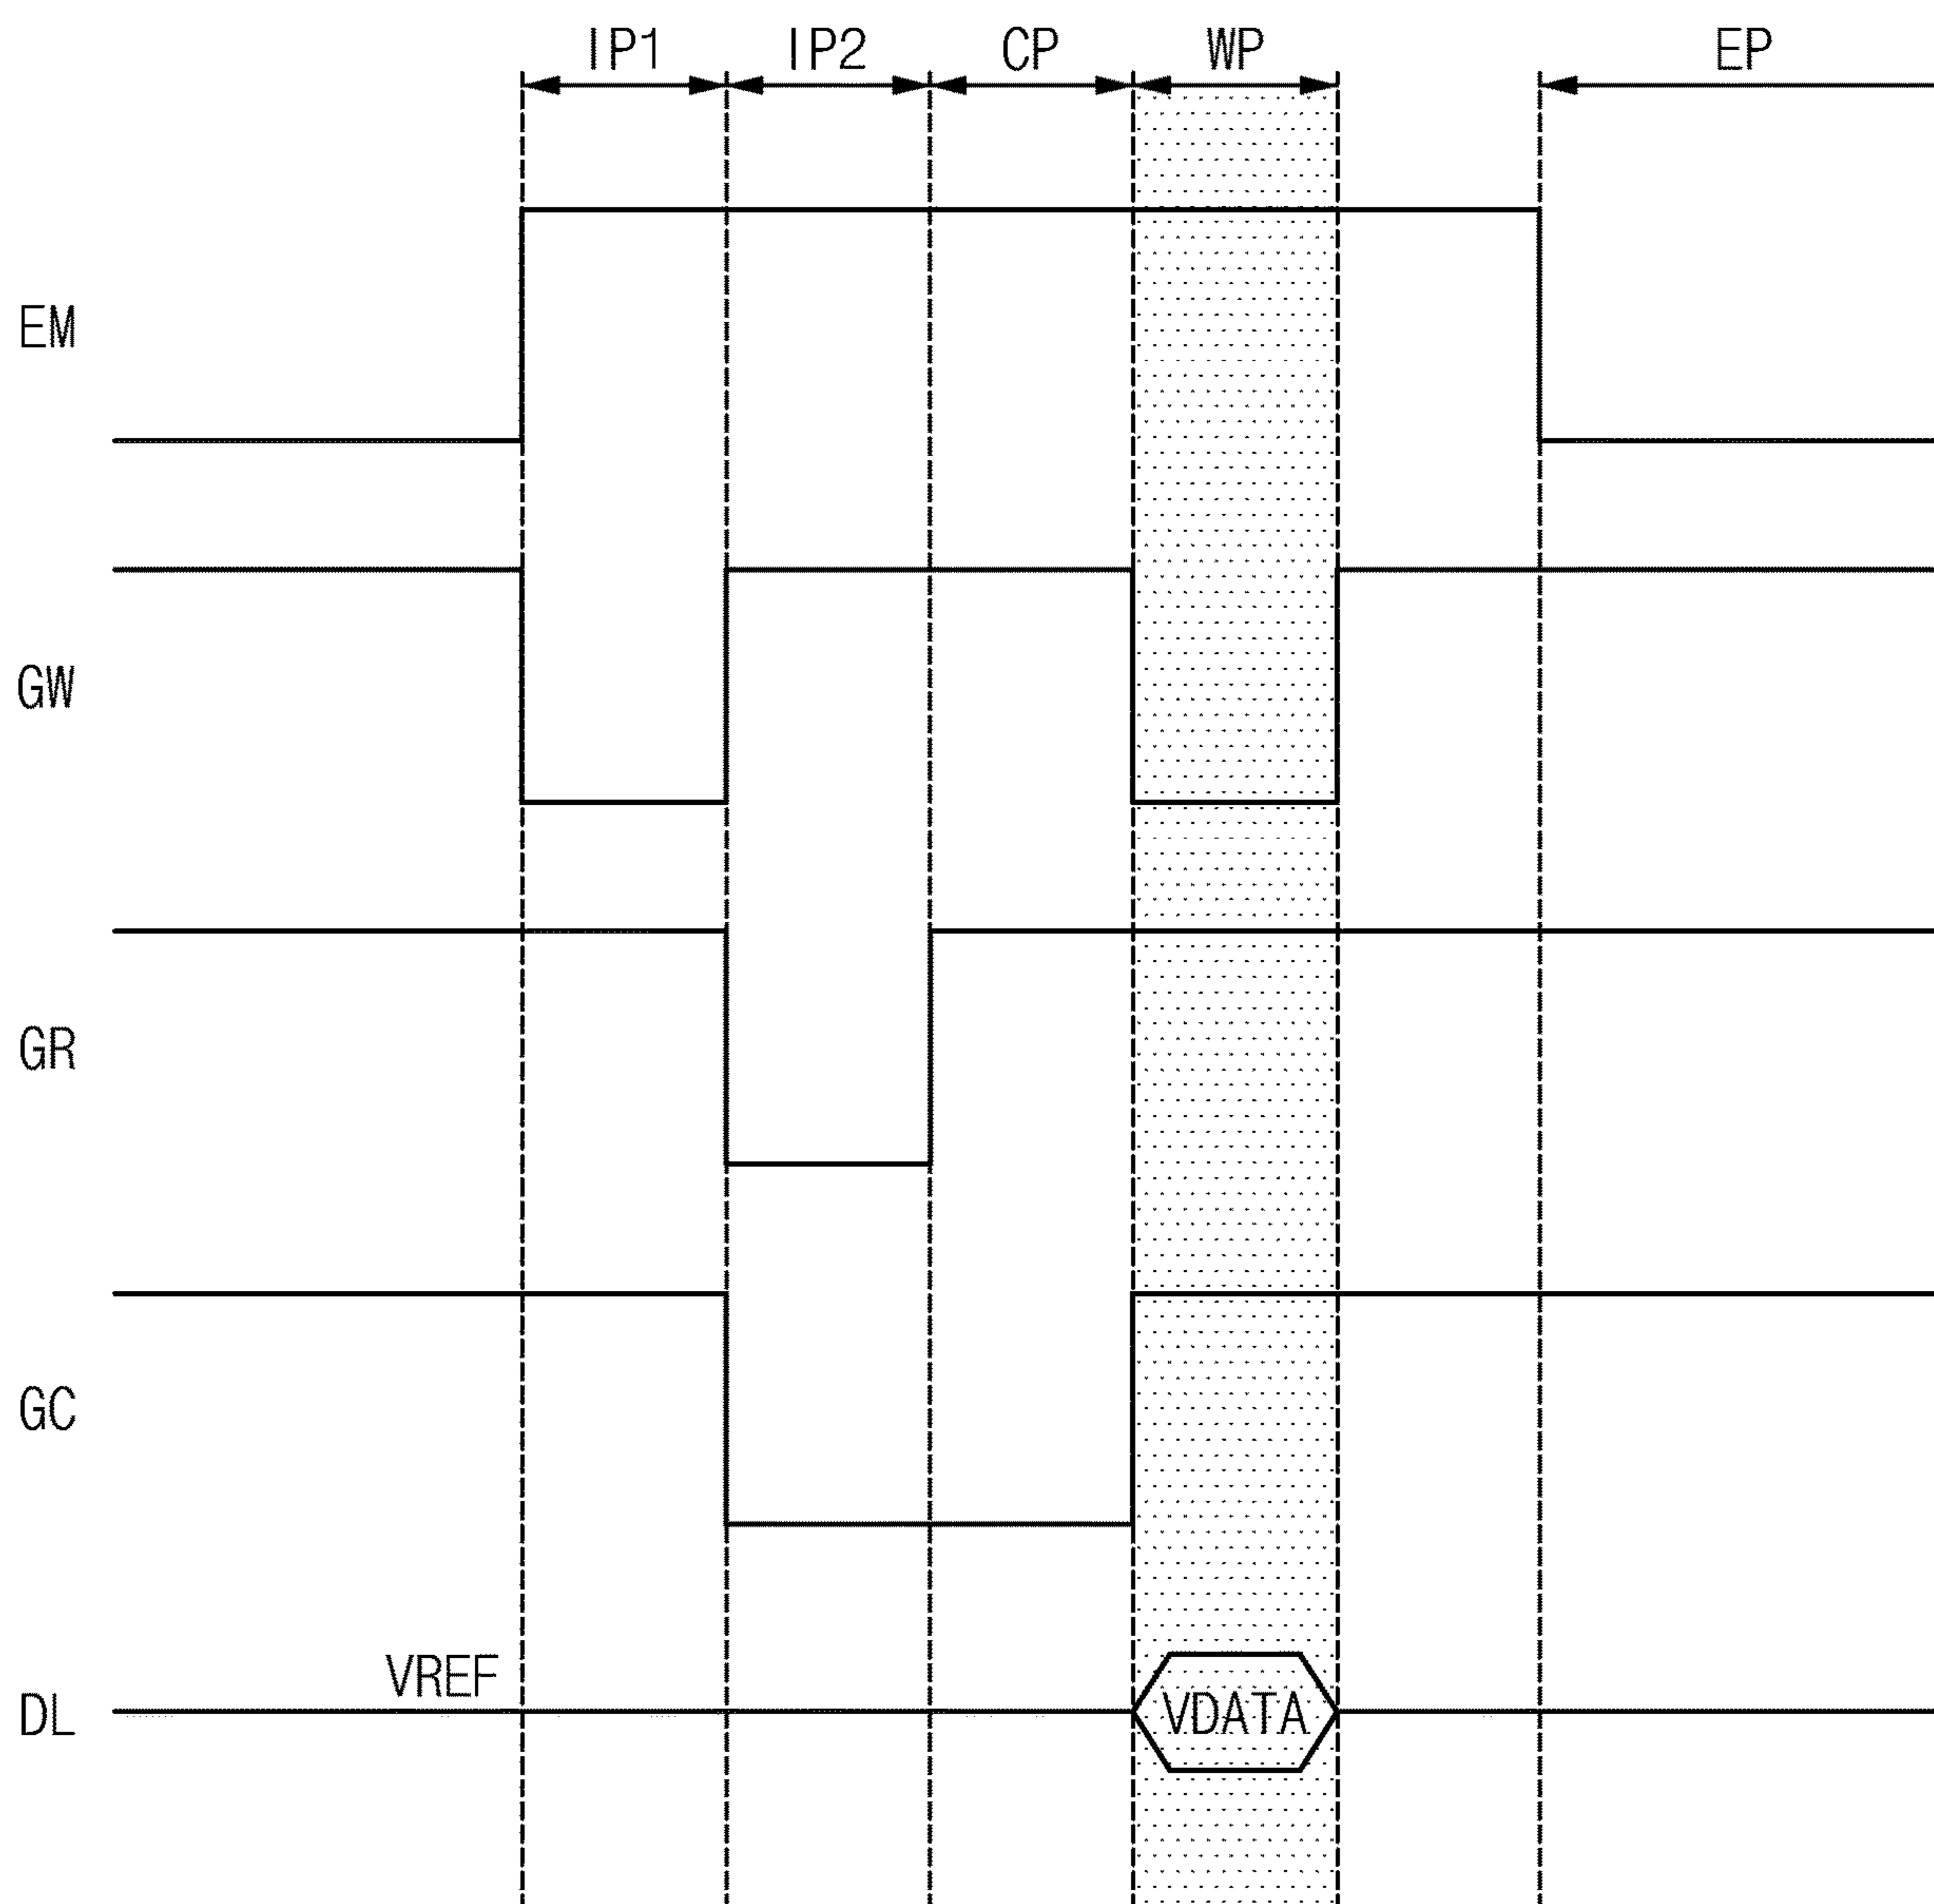 IP1 IP2 CP WP EP
EM
GW
GR
GC
VREF
DL VDATA